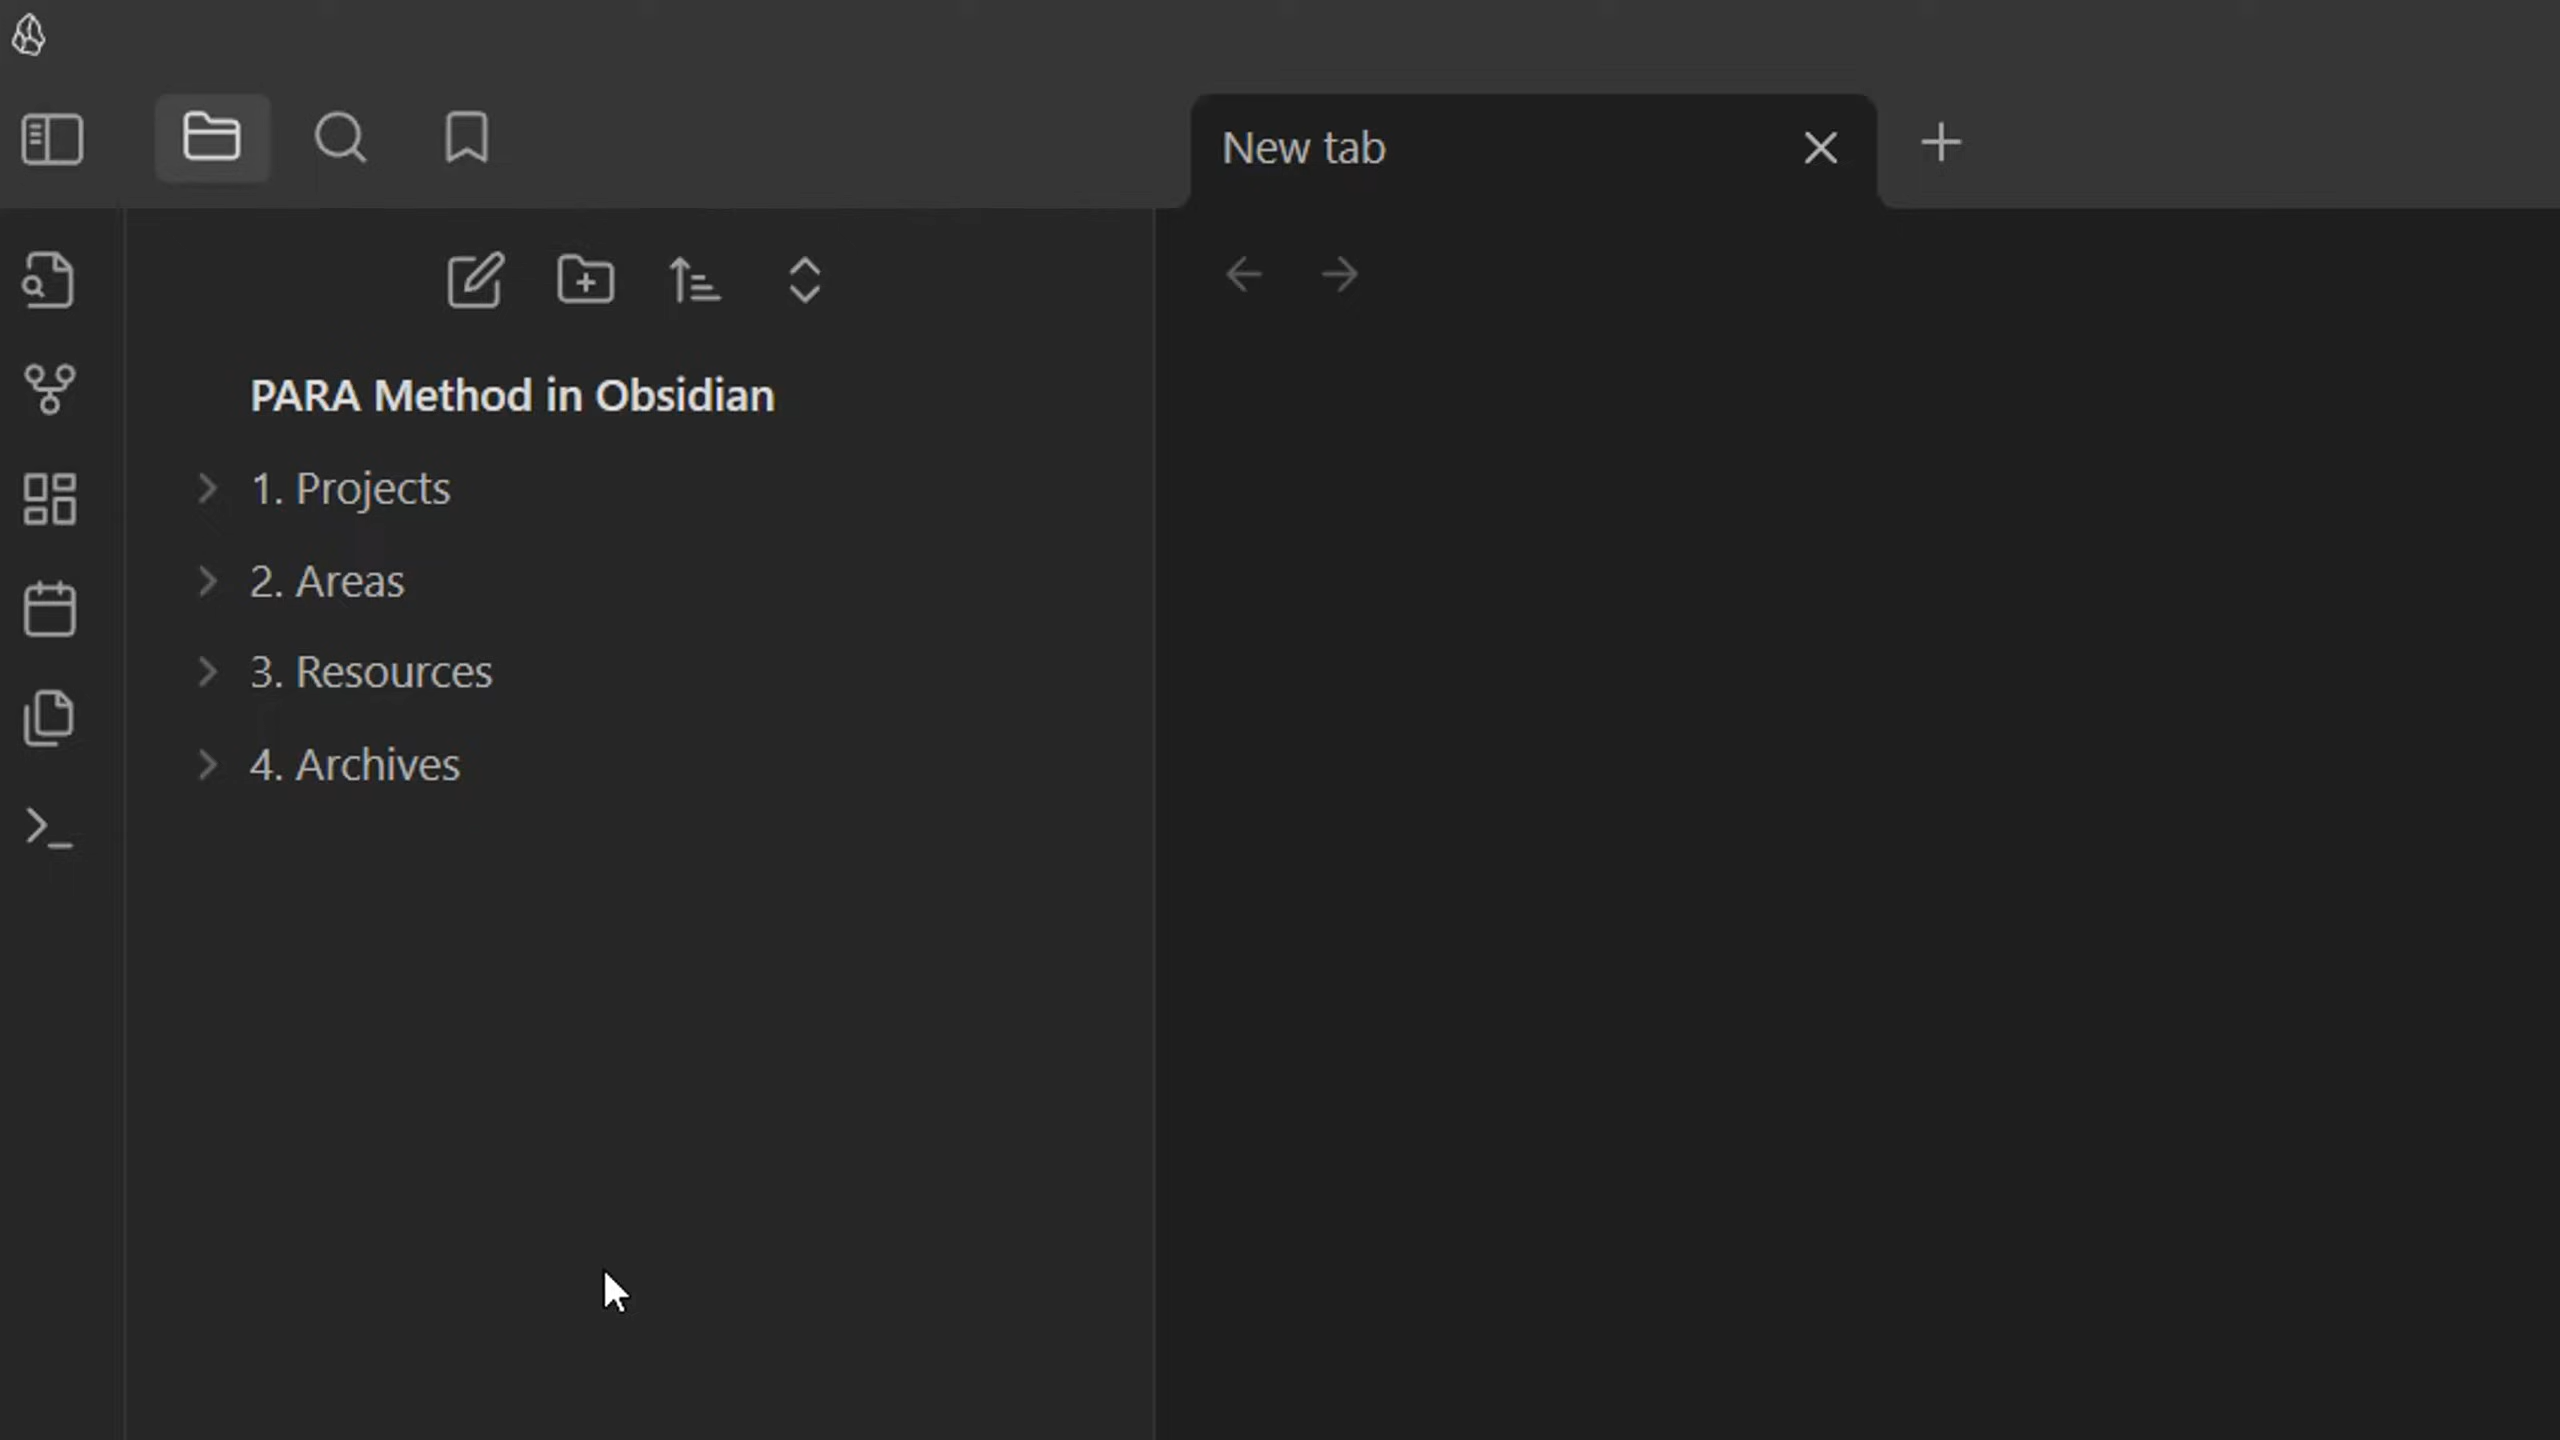 New tab
PARA Method in Obsidian
1. Projects
2. Areas
3. Resources
4. Archives